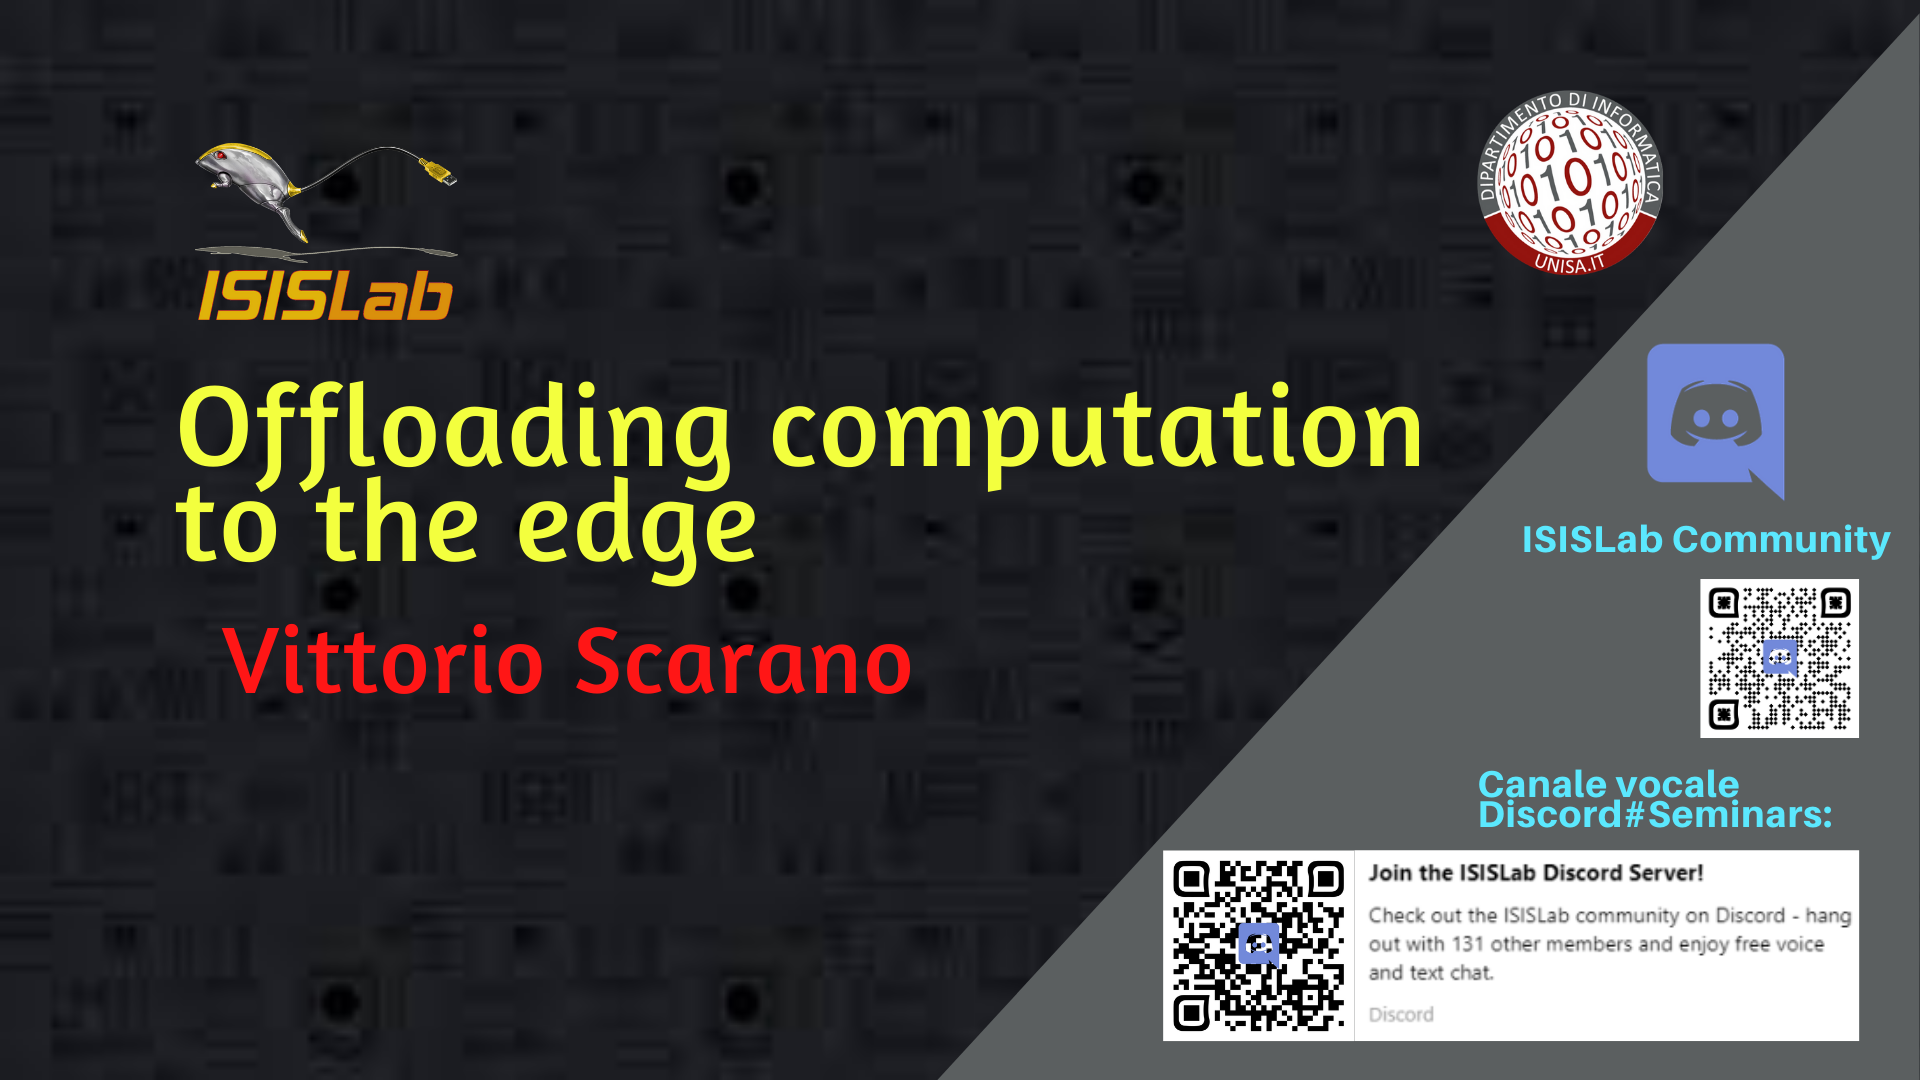 ISISLab
DIPARTIMENTO DI INFORMATICA
UNISA.IT
Offloading computation
to the edge
Vittorio Scarano
ISISLab Community
Canale vocale
Discord#Seminars:
Join the ISISLab Discord Server!
Check out the ISISLab community on Discord - hang
out with 131 other members and enjoy free voice
and text chat.
Discord